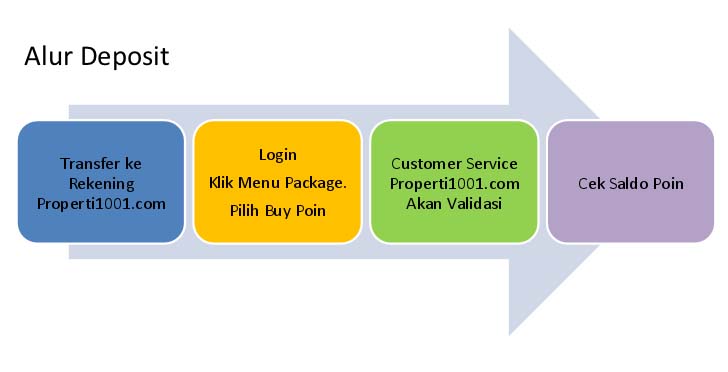 Alur Deposit
Transfer ke
Rekening
Properti1001.com
Login
Klik Menu Package.
Pilih Buy Poin
Customer Service
Properti1001.com
Akan Validasi
Cek Saldo Poin